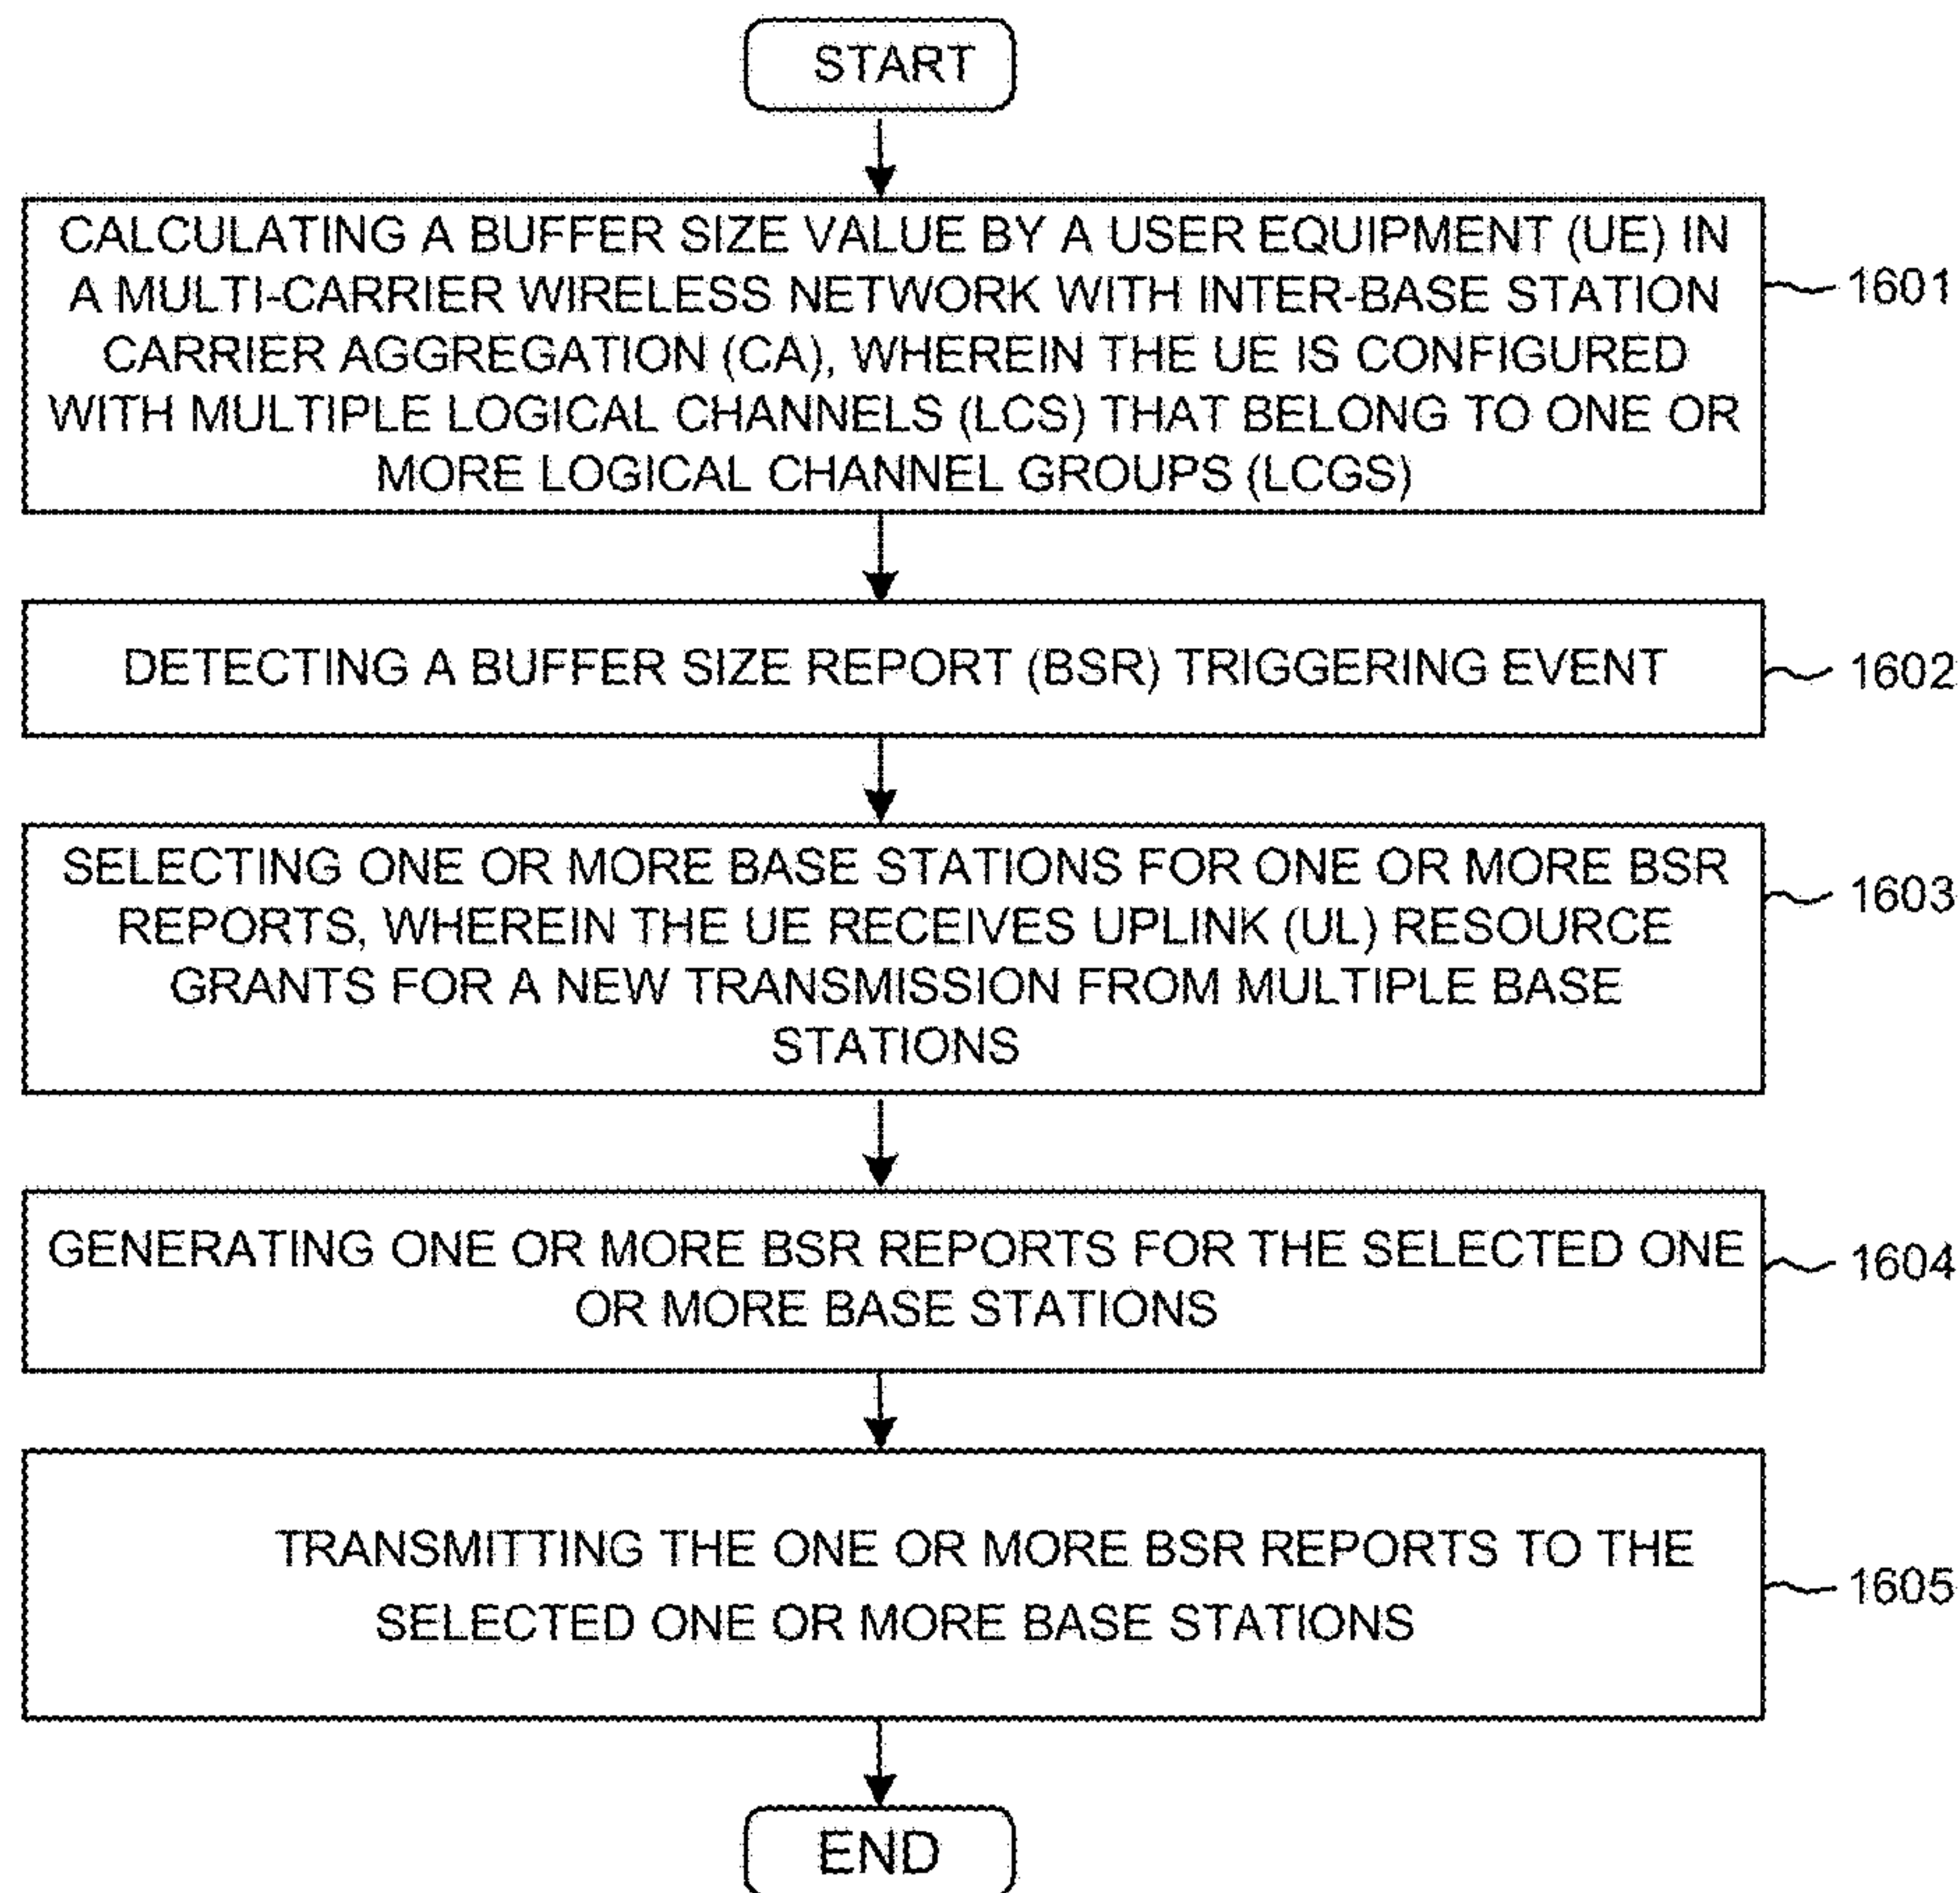 START
CALCULATING A BUFFER SIZE VALUE BY A USER EQUIPMENT (UE) IN
A MULTI-CARRIER WIRELESS NETWORK WITH INTER-BASE STATION
CARRIER AGGREGATION (CA), WHEREIN THE UE IS CONFIGURED
WITH MULTIPLE LOGICAL CHANNELS (LCS) THAT BELONG TO ONE OR
MORE LOGICAL CHANNEL GROUPS (LCGS)
1601
DETECTING A BUFFER SIZE REPORT (BSR) TRIGGERING EVENT
1602
SELECTING ONE OR MORE BASE STATIONS FOR ONE OR MORE BSR
REPORTS, WHEREIN THE UE RECEIVES UPLINK (UL) RESOURCE
GRANTS FOR A NEW TRANSMISSION FROM MULTIPLE BASE
STATIONS
1603
GENERATING ONE OR MORE BSR REPORTS FOR THE SELECTED ONE
OR MORE BASE STATIONS
1604
TRANSMITTING THE ONE OR MORE BSR REPORTS TO THE
SELECTED ONE OR MORE BASE STATIONS
1605
END